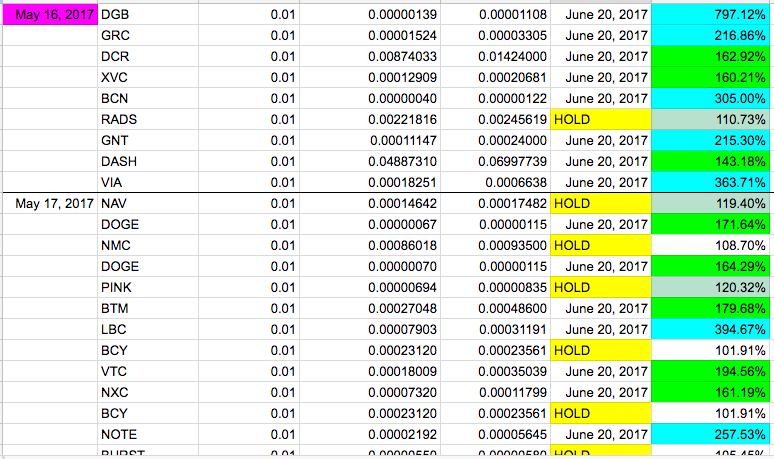 May 16, 2017 DGB 0.01 0.00000139 0.00001108 June 20, 2017 797.12%
GRC 0.01 0.00001524 0.00003305 June 20, 2017 216.86%
DCR 0.01 0.00874033 0.01424000 June 20, 2017 162.92%
XVC 0.01 0.00012909 0.00020681 June 20, 2017 160.21%
BCN 0.01 0.00000040 0.00000122 June 20, 2017 305.00%
RADS 0.01 0.00221816 0.00245619 HOLD 110.73%
GNT 0.01 0.00011147 0.00024000 June 20, 2017 215.30%
DASH 0.01 0.04887310 0.06997739 June 20, 2017 143.18%
VIA 0.01 0.00018251 0.0006638 June 20, 2017 363.71%
May 17, 2017 NAV 0.01 0.00014642 0.00017482 HOLD 119.40%
DOGE 0.01 0.00000067 0.00000115 June 20, 2017 171.64%
NMC 0.01 0.00086018 0.00093500 HOLD 108.70%
DOGE 0.01 0.00000070 0.00000115 June 20, 2017 164.29%
PINK 0.01 0.00000694 0.00000835 HOLD 120.32%
BTM 0.01 0.00027048 0.00048600 June 20, 2017 179.68%
LBC 0.01 0.00007903 0.00031191 June 20, 2017 394.67%
BCY 0.01 0.00023120 0.00023561 HOLD 101.91%
VTC 0.01 0.00018009 0.00035039 June 20, 2017 194.56%
NXC 0.01 0.00007320 0.00011799 June 20, 2017 161.19%
BCY 0.01 0.00023120 0.00023561 HOLD 101.91%
NOTE 0.01 0.00002192 0.00005645 June 20, 2017 257.53%
BURST 0.01 0.00000550 0.00000580 HOLD 105.45%